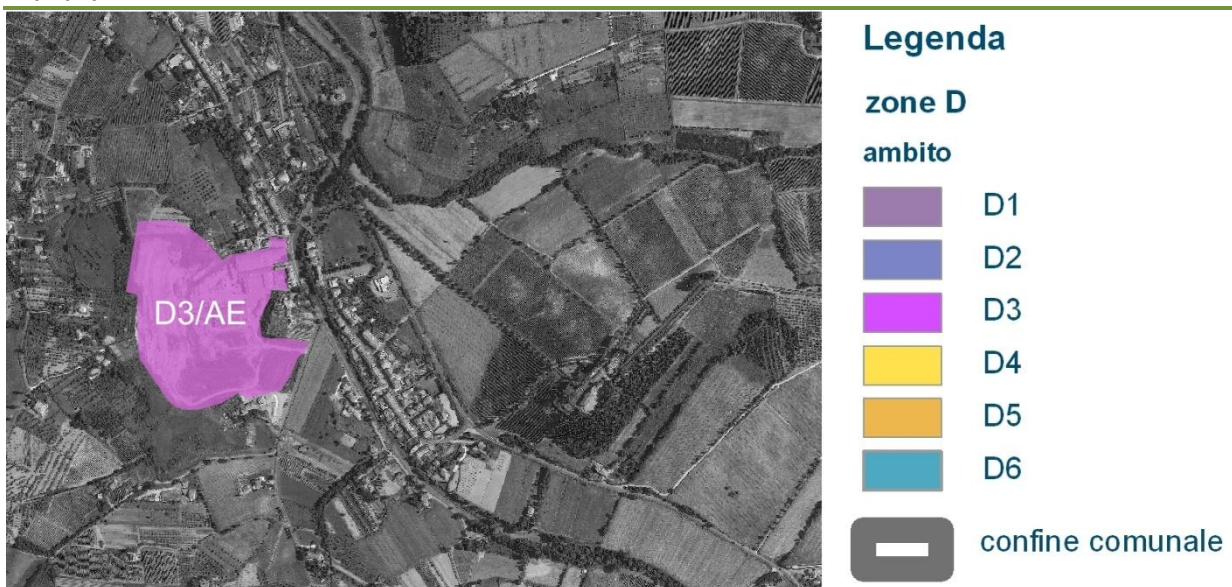 D3/AE
Legenda
zone D
ambito
D1
D2
D3
D4
D5
D6
confine comunale